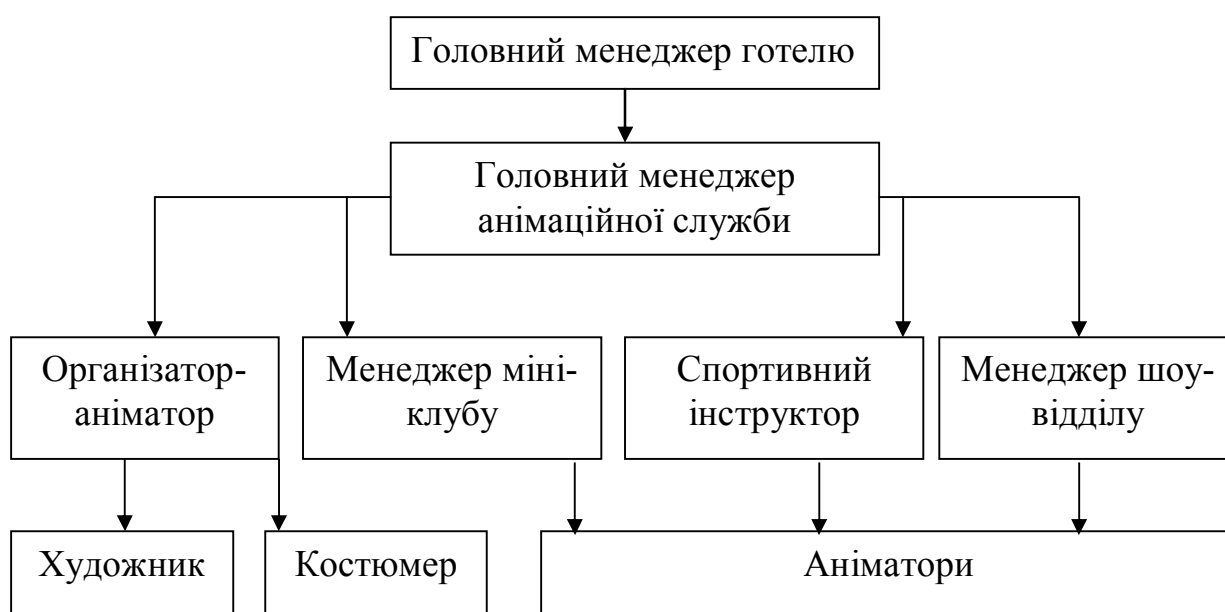 Головний менеджер готелю
Головний менеджер
анімаційної служби
Організатор-
аніматор
Менеджер міні-
клубу
Спортивний
інструктор
Менеджер шоу-
відділу
Художник
Костюмер
Аніматори